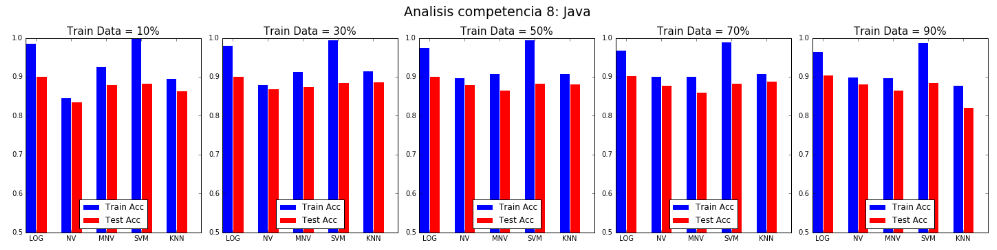 Analisis competencia 8: Java
Train Data = 10%
1.0
0.9
0.8
0.7
0.6
0.5
LOG NV MNV SVM KNN
Train Acc
Test Acc
Train Data = 30%
1.0
0.9
0.8
0.7
0.6
0.5
LOG NV MNV SVM KNN
Train Acc
Test Acc
Train Data = 50%
1.0
0.9
0.8
0.7
0.6
0.5
LOG NV MNV SVM KNN
Train Acc
Test Acc
Train Data = 70%
1.0
0.9
0.8
0.7
0.6
0.5
LOG NV MNV SVM KNN
Train Acc
Test Acc
Train Data = 90%
1.0
0.9
0.8
0.7
0.6
0.5
LOG NV MNV SVM KNN
Train Acc
Test Acc